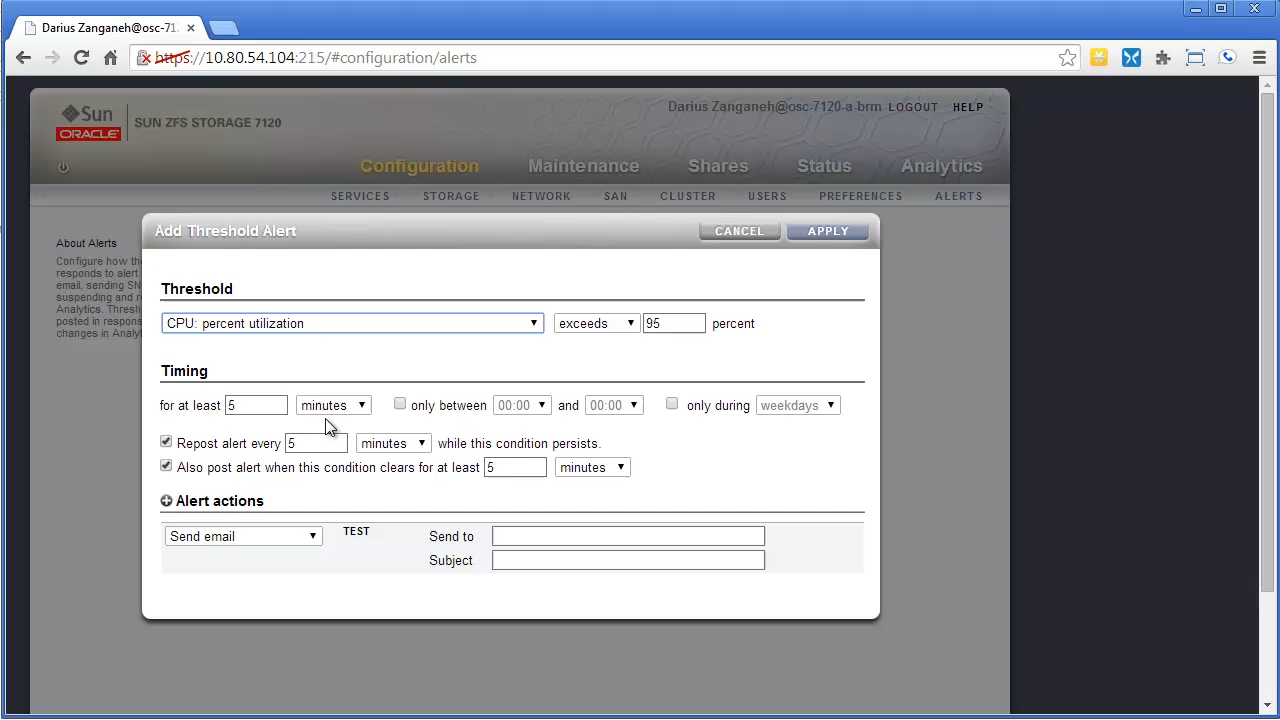 Darius Zanganeh@osc-71
https://10.80.54.104:215/#configuration/alerts
Darius Zanganeh@osc-7120-a-brm LOGOUT HELP
Sun
ORACLE
SUN ZFS STORAGE 7120
Configuration Maintenance Shares Status Analytics
SERVICES STORAGE NETWORK SAN CLUSTER USERS PREFERENCES ALERTS
Add Threshold Alert CANCEL APPLY
About Alerts
Configure how the
responds to alert
email, sending SN
suspending and re
Analytics. Thresh
posted in respons
changes in Analyt
Threshold
CPU: percent utilization exceeds 95 percent
Timing
for at least 5 minutes only between 00:00 and 00:00 only during weekdays
Repost alert every 5 minutes while this condition persists.
Also post alert when this condition clears for at least 5 minutes
Alert actions
Send email TEST Send to
Subject